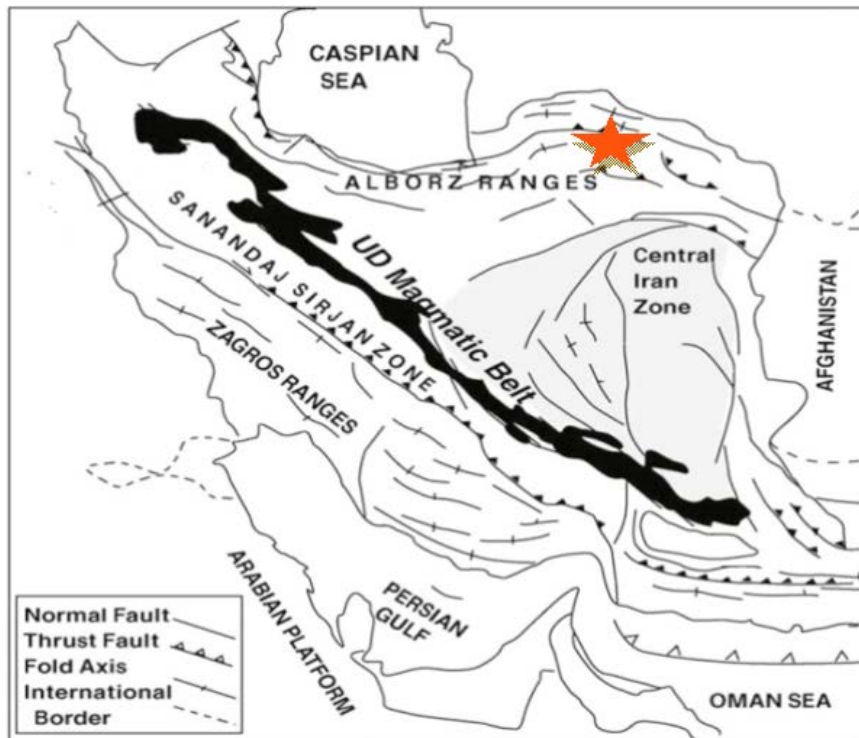 CASPIAN
SEA
ALBORZ RANGES
SANANDAJ SIRJAN ZONE
UD Magmatic Belt
Central
Iran
Zone
AFGHANISTAN
ZAGROS RANGES
ARABIAN PLATFORM
PERSIAN
GULF
OMAN SEA
Normal Fault
Thrust Fault
Fold Axis
International
Border